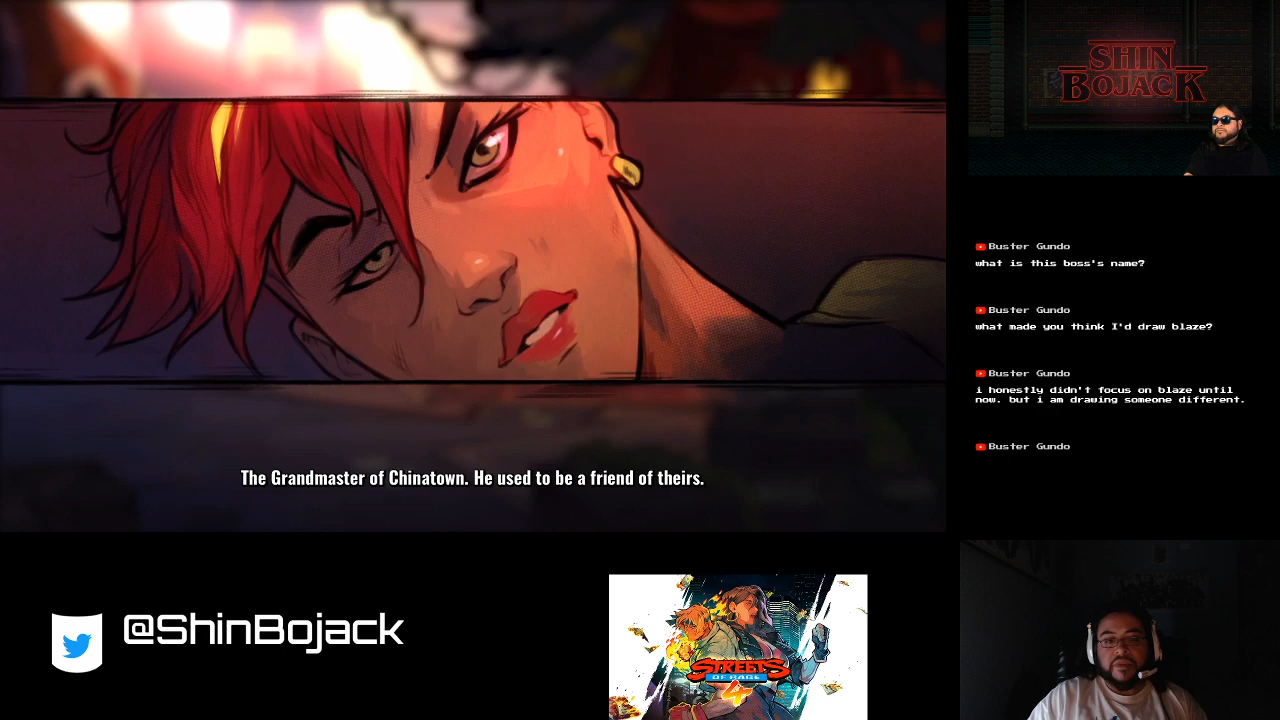 SHIN
BOJACK
Buster Gundo
what is this boss's name?
Buster Gundo
what made you think I'd draw blaze?
Buster Gundo
i honestly didn't focus on blaze until
now. but i am drawing someone different.
Buster Gundo
The Grandmaster of Chinatown. He used to be a friend of theirs.
@ShinBojack
STREETS
OF RAGE
4